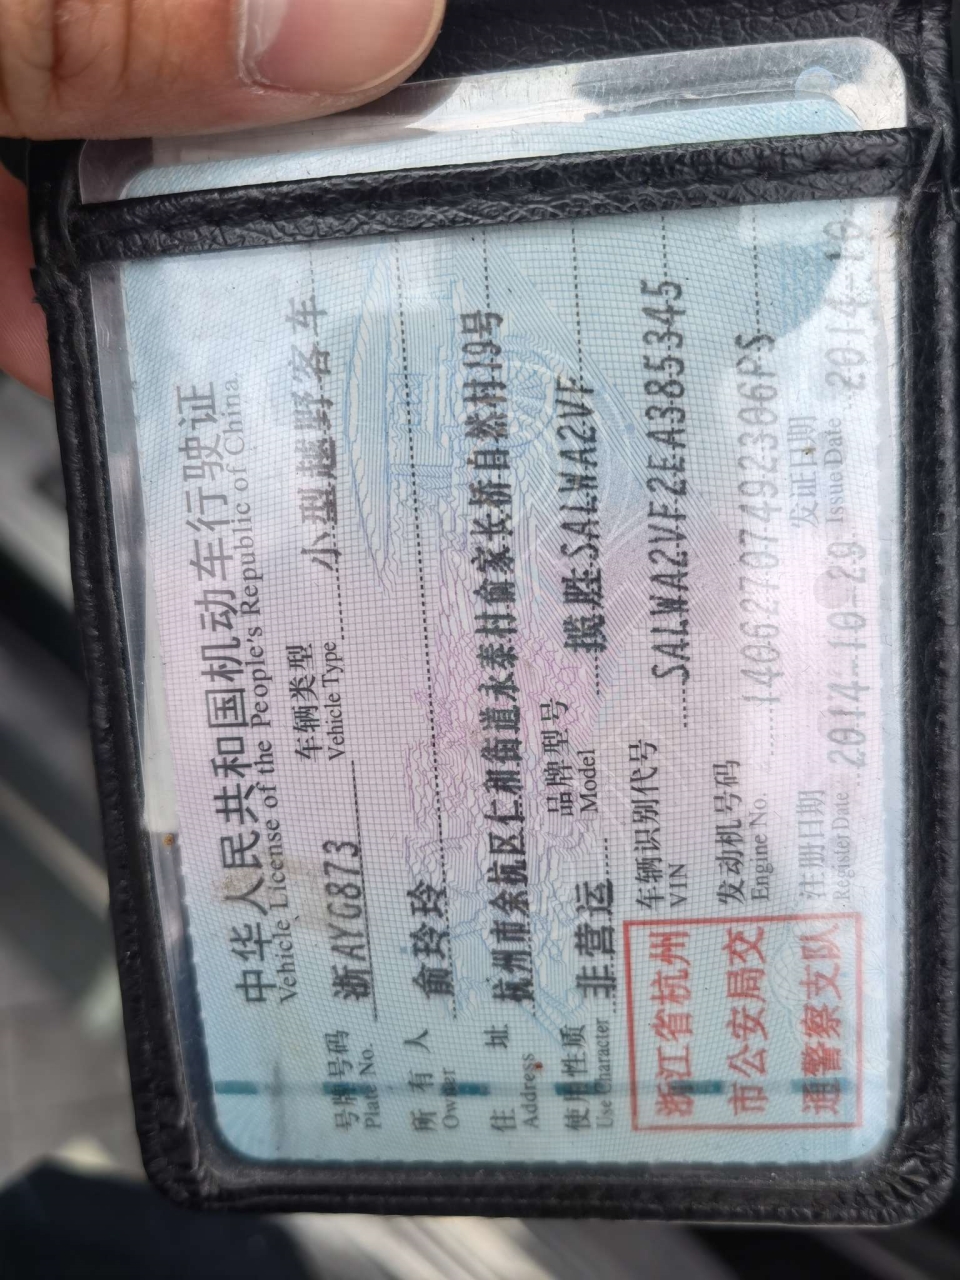 中华人民共和国机动车行驶证
Vehicle License of the People's Republic of China
号牌号码 浙AYG873 车辆类型 小型越野客车
Plate No. Vehicle Type
所有人 俞玲玲
Owner
住址 杭州市余杭区仁和街道永泰村俞家长桥自然村19号
Address
使用性质 非营运 品牌型号 揽胜SALWA2VF
Use Character Model
浙江省杭州
市公安局交
通警察支队
车辆识别代号 SALWA2VF2EA385345
VIN
发动机号码 14062707492306PS
Engine No.
注册日期 2014-10-29 发证日期 2014-10
Register Date Issue Date